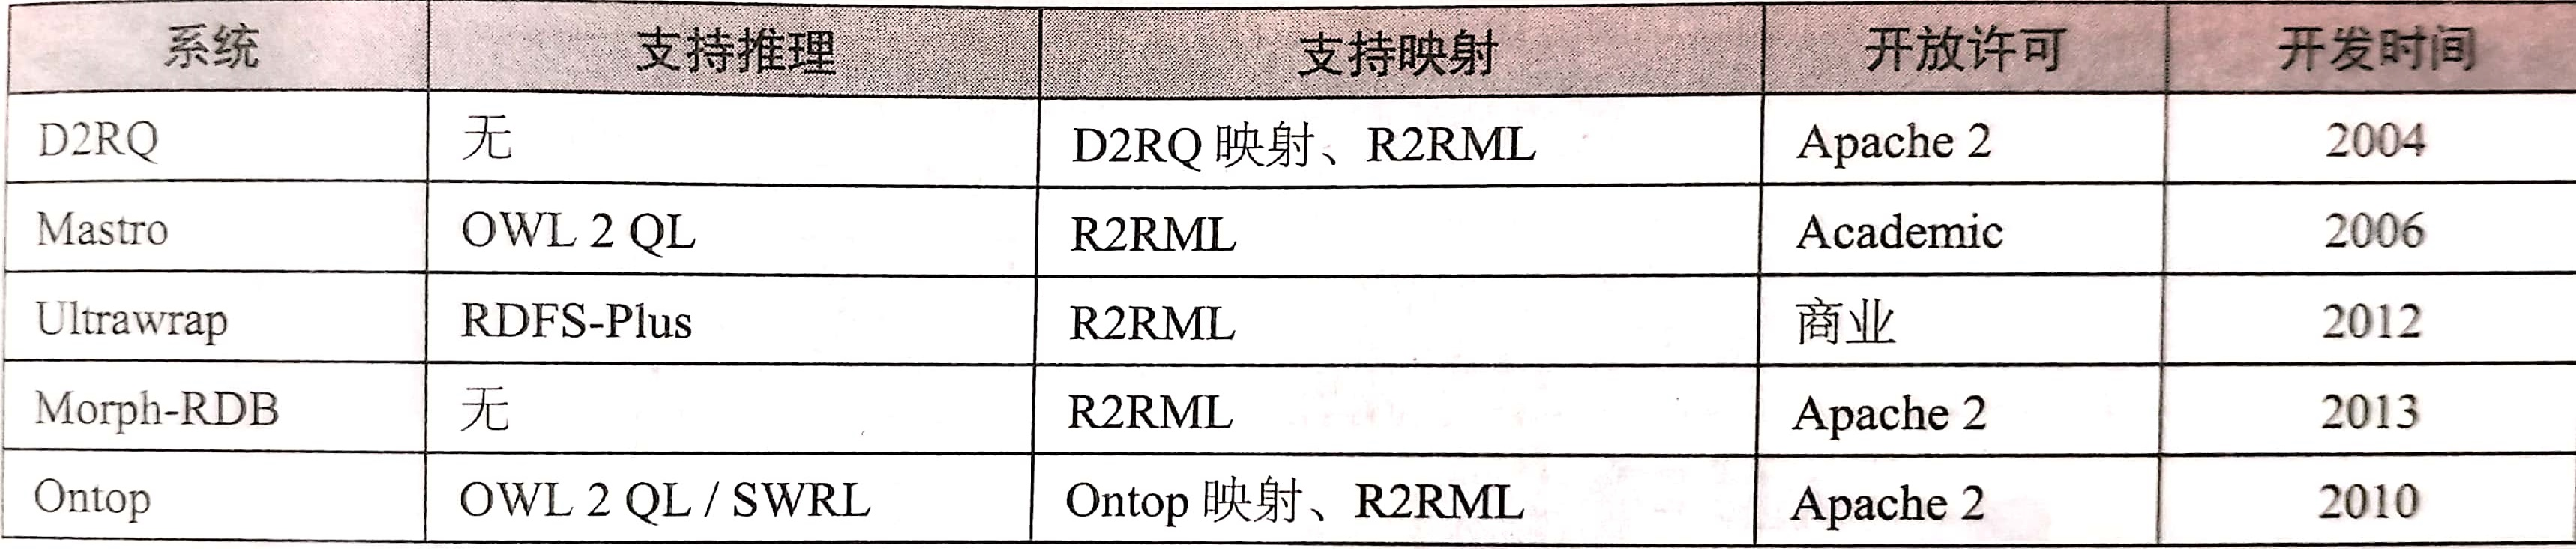 系统 支持推理 支持映射 开放许可 开发时间
D2RQ 无 D2RQ 映射、R2RML Apache 2 2004
Mastro OWL 2 QL R2RML Academic 2006
Ultrawrap RDFS-Plus R2RML 商业 2012
Morph-RDB 无 R2RML Apache 2 2013
Ontop OWL 2 QL / SWRL Ontop 映射、R2RML Apache 2 2010